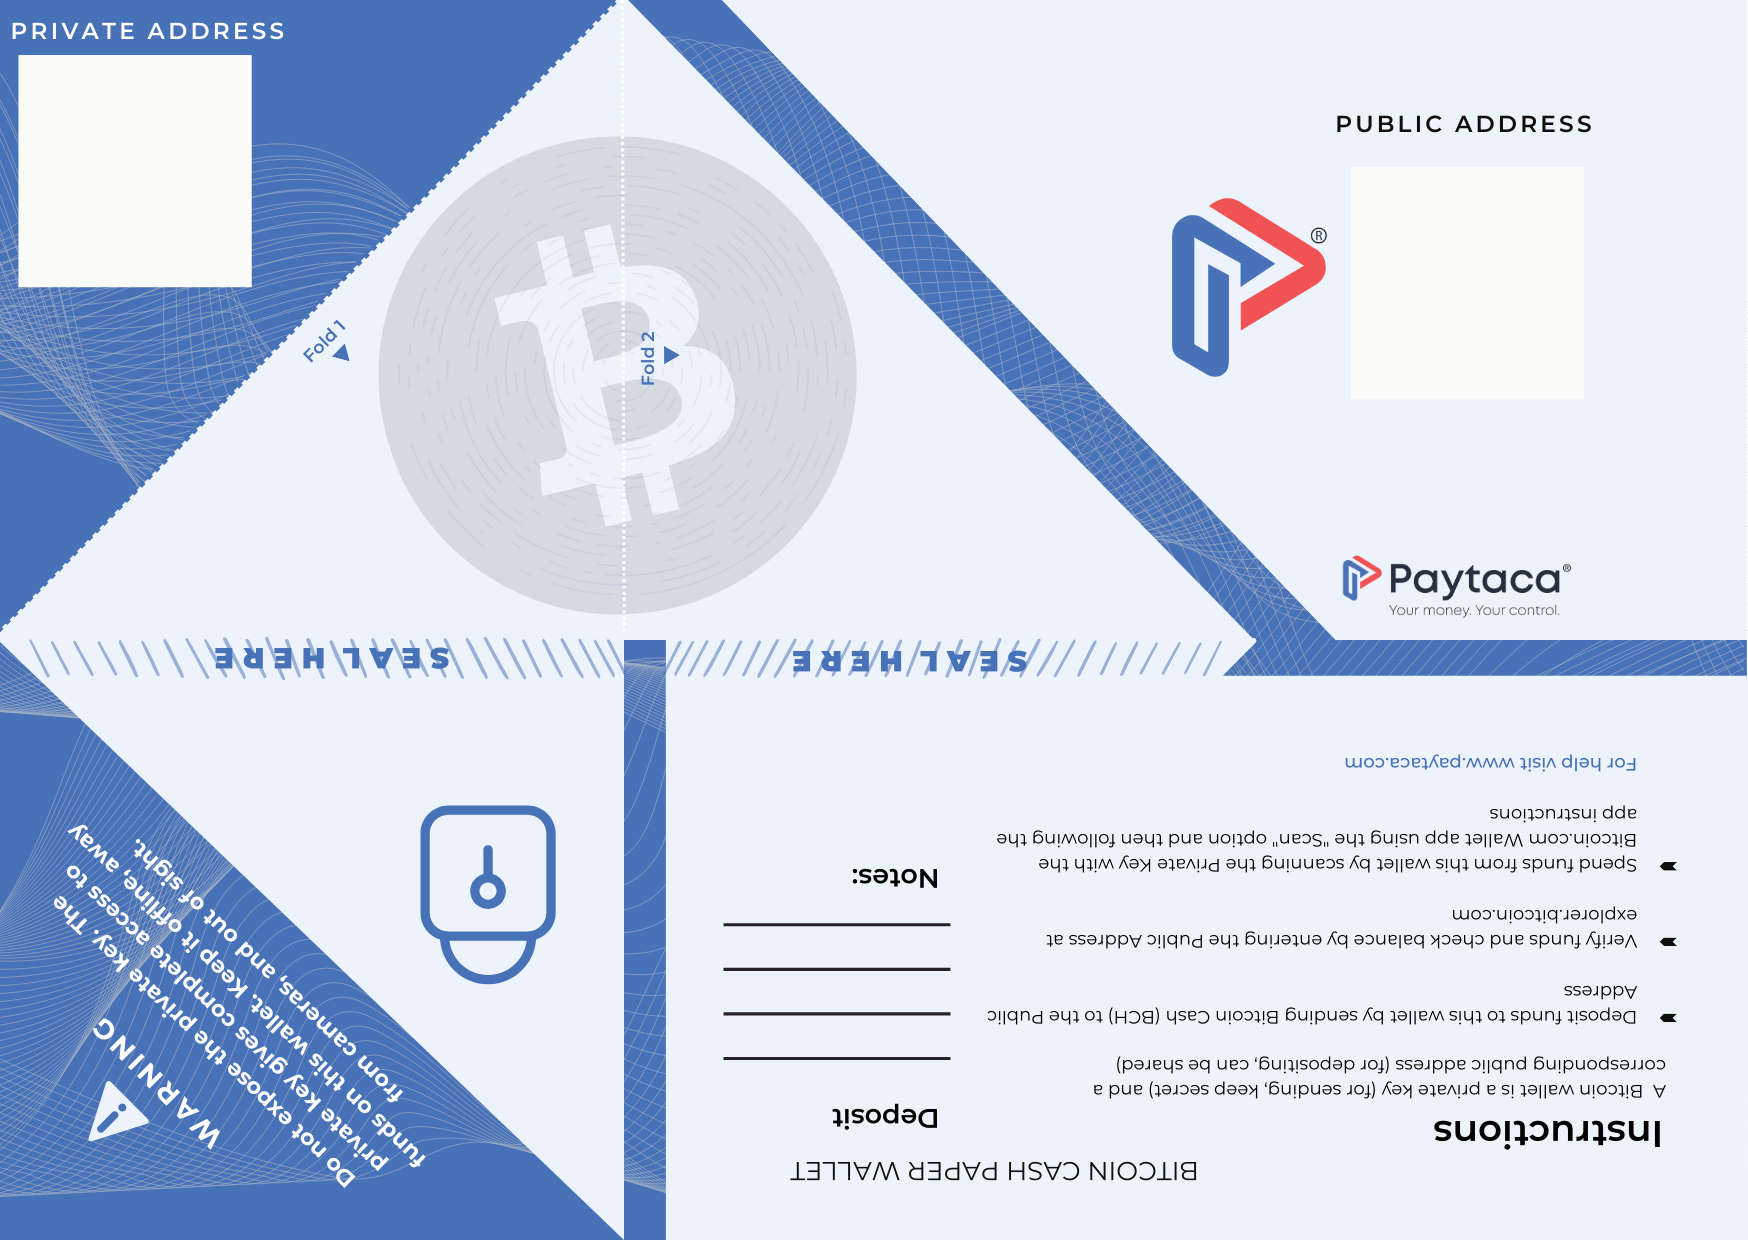 PRIVATE ADDRESS
Fold 1
Fold 2
PUBLIC ADDRESS
®
Paytaca®
Your money. Your control.
SEAL HERE
SEAL HERE
WARNING
Do not expose the private key. The
private key gives complete access to
funds on this wallet. Keep it offline, away
from cameras, and out of sight.
BITCOIN CASH PAPER WALLET
Instructions
A Bitcoin wallet is a private key (for sending, keep secret) and a
corresponding public address (for depositing, can be shared)
Deposit funds to this wallet by sending Bitcoin Cash (BCH) to the Public
Address
Verify funds and check balance by entering the Public Address at
explorer.bitcoin.com
Spend funds from this wallet by scanning the Private Key with the
Bitcoin.com Wallet app using the "Scan" option and then following the
app instructions
For help visit www.paytaca.com
Deposit
Notes: